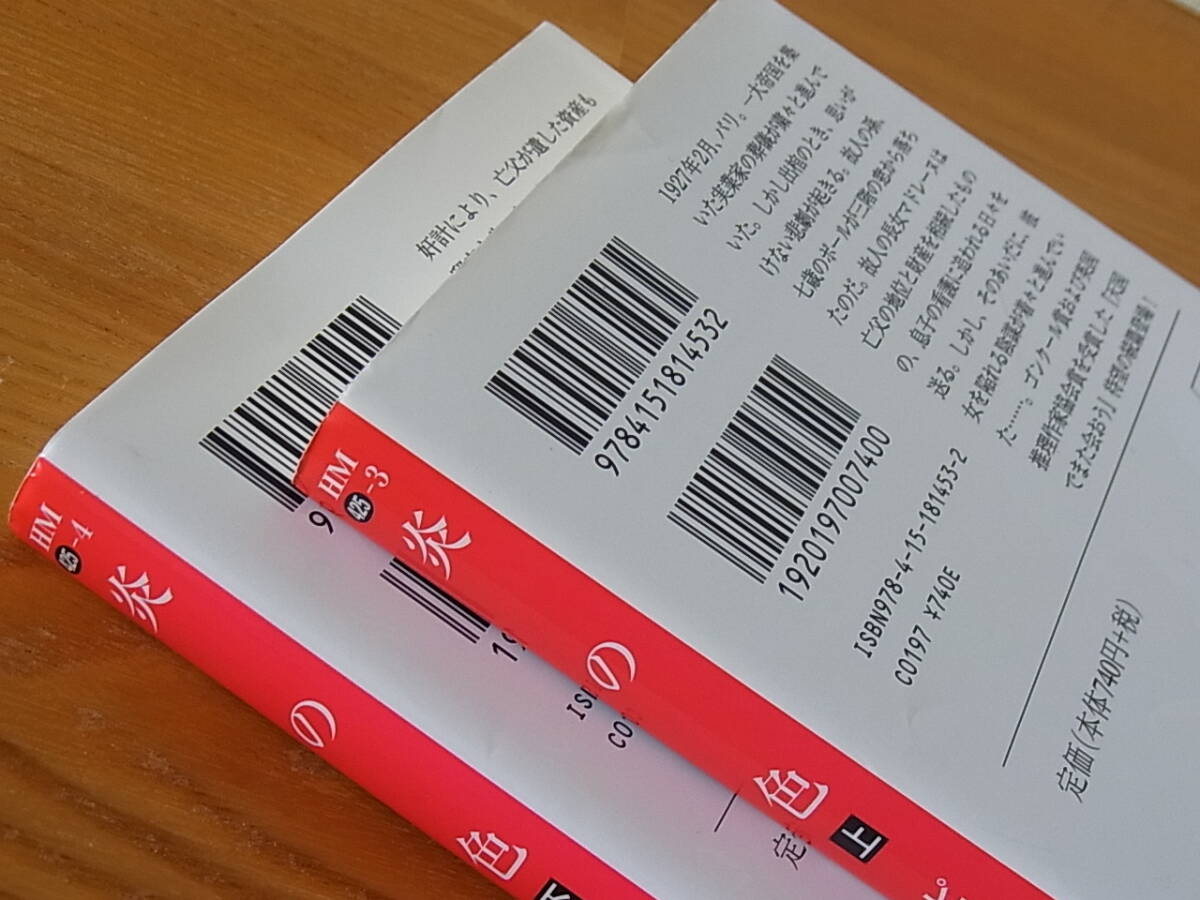 1927年2月、パリ。一大帝国を築
いた実業家の葬儀が粛々と進んで
いた。しかし出棺のとき、思いが
けない悲劇が起きる。故人の孫、
七歳のポールが三階の窓から落ち
たのだ。故人の長女マドレーヌは
亡父の地位と財産を相続したもの
の、息子の看護に追われる日々を
送る。しかし、そのあいだに、彼
女を陥れる陰謀が着々と進んでい
た……。ゴンクール賞および英国
推理作家協会賞を受賞した『天国
でまた会おう』待望の続篇登場！
9784151814532
1920197007400
ISBN978-4-15-181453-2
C0197 ¥740E
定価(本体740円+税)
HM
425-3
炎の色 上
奸計により、亡父が遺した資産も
9
19
IS
C01
定
HM
425-4
炎の色 下